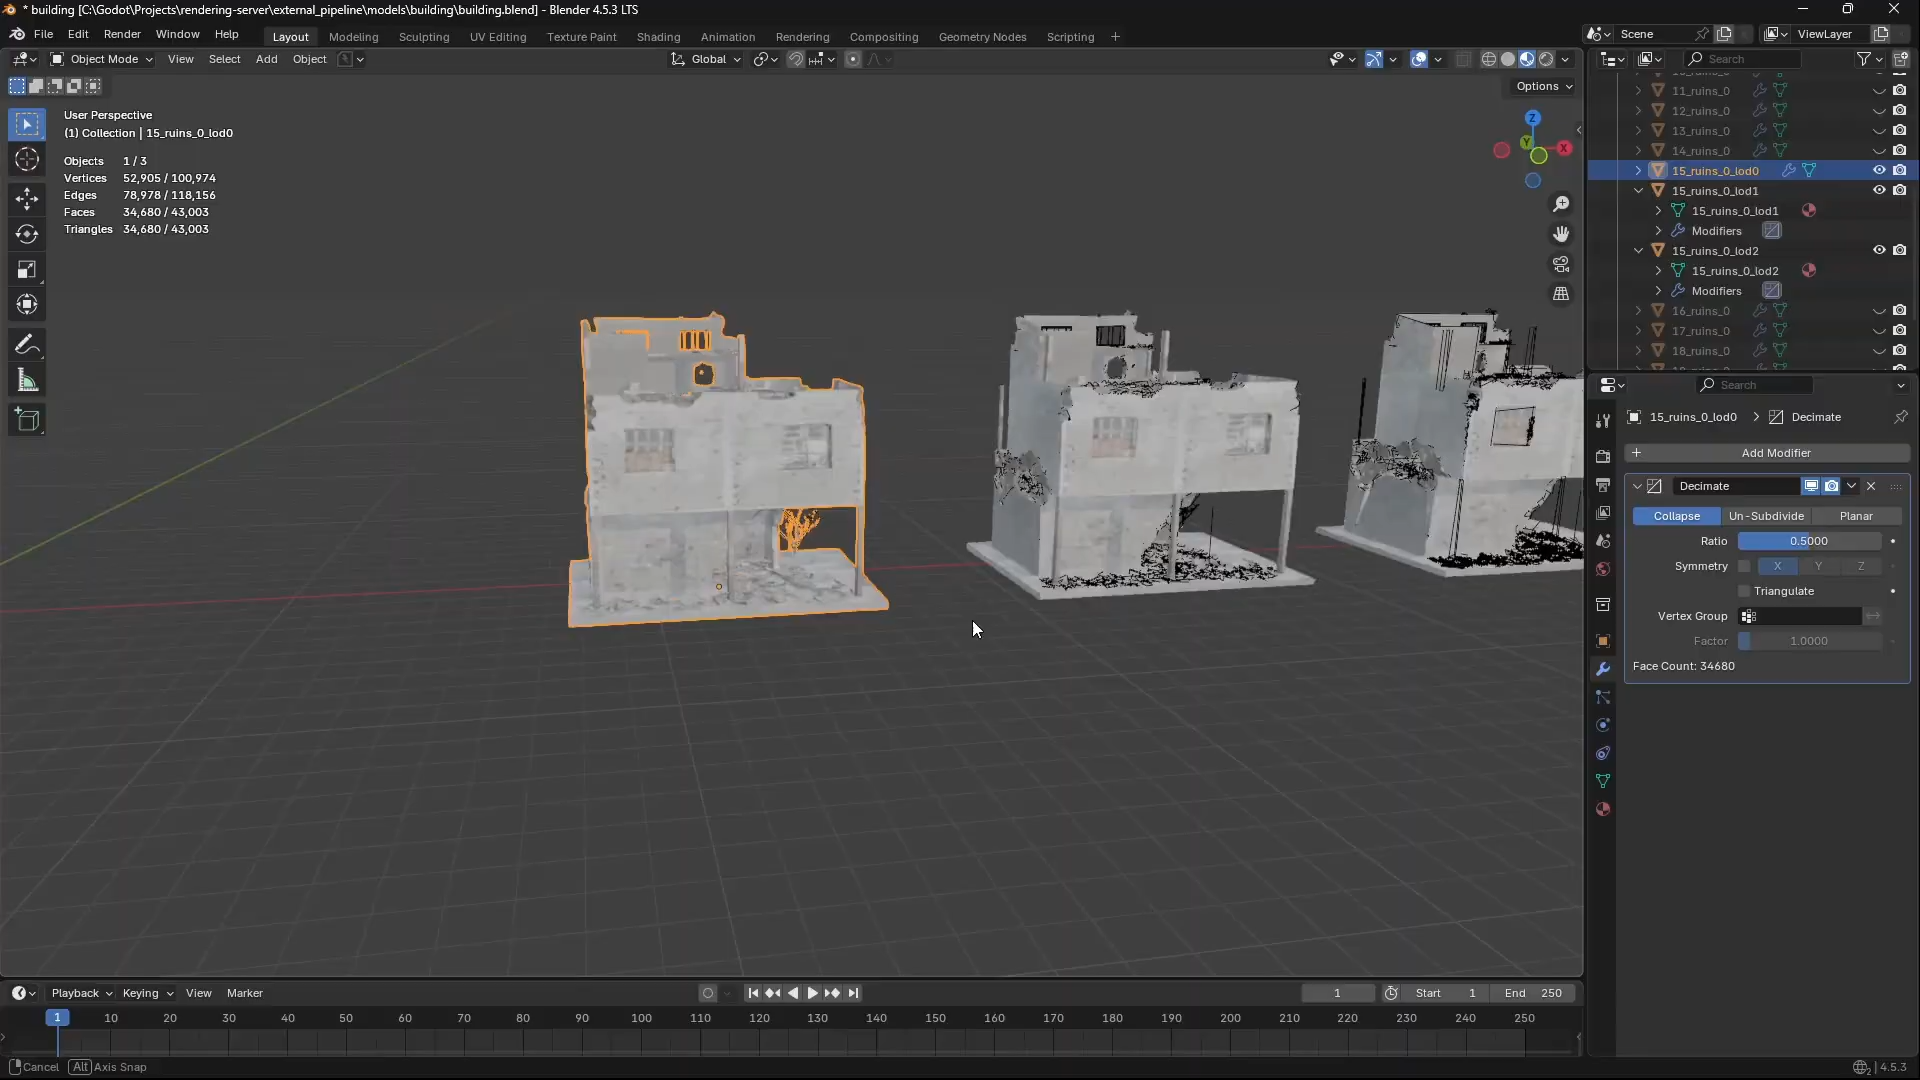 * building [C:\Godot\Projects\rendering-server\external_pipeline\models\building\building.blend] - Blender 4.5.3 LTS
File Edit Render Window Help Layout Modeling Sculpting UV Editing Texture Paint Shading Animation Rendering Compositing Geometry Nodes Scripting + Scene ViewLayer
Object Mode View Select Add Object Global Search
Options
User Perspective
(1) Collection | 15_ruins_0_lod0
Objects 1 / 3
Vertices 52,905 / 100,974
Edges 78,978 / 118,156
Faces 34,680 / 43,003
Triangles 34,680 / 43,003
Z
Y
X
11_ruins_0
12_ruins_0
13_ruins_0
14_ruins_0
15_ruins_0_lod0
15_ruins_0_lod1
15_ruins_0_lod1
Modifiers
15_ruins_0_lod2
15_ruins_0_lod2
Modifiers
16_ruins_0
17_ruins_0
18_ruins_0
Search
15_ruins_0_lod0 > Decimate
+ Add Modifier
Decimate
Collapse Un-Subdivide Planar
Ratio 0.5000
Symmetry X Y Z
Triangulate
Vertex Group
Factor 1.0000
Face Count: 34680
Playback Keying View Marker 1 Start 1 End 250
1 10 20 30 40 50 60 70 80 90 100 110 120 130 140 150 160 170 180 190 200 210 220 230 240 250
Cancel Alt Axis Snap 4.5.3